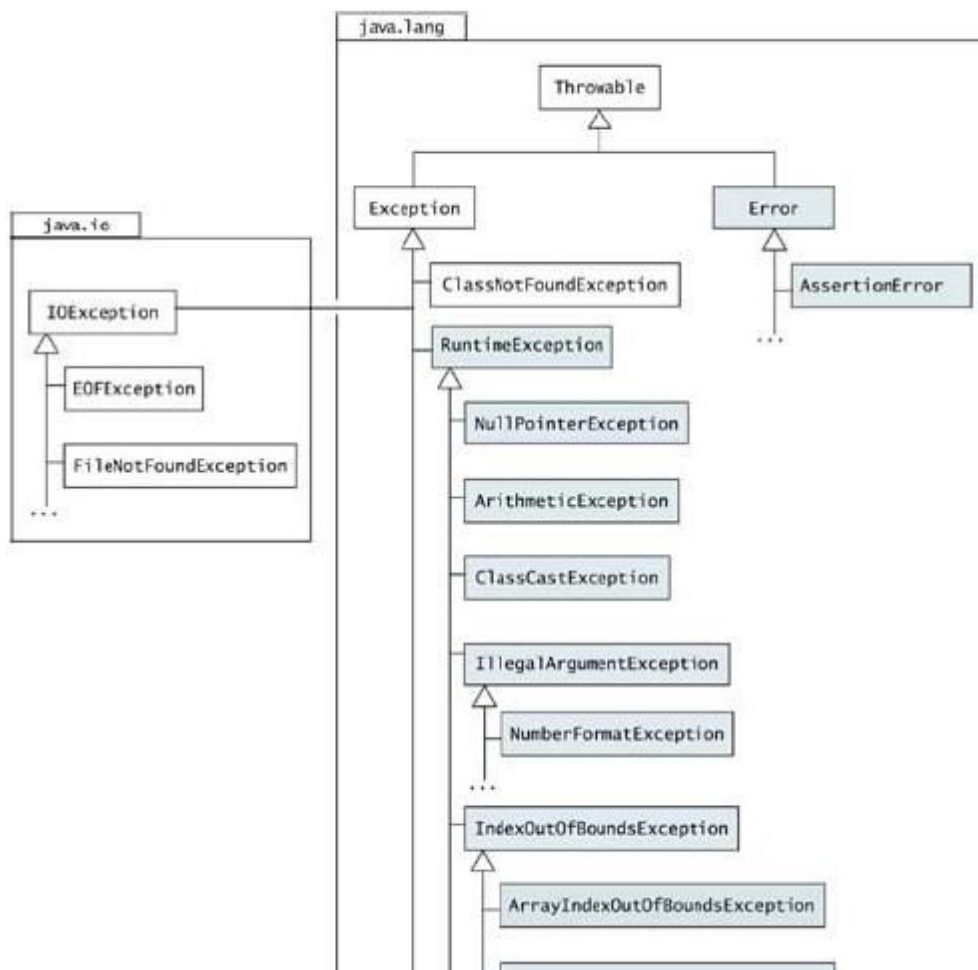 java.lang
Throwable
Exception
Error
java.io
ClassNotFoundException
AssertionError
IOException
...
RuntimeException
EOFException
NullPointerException
FileNotFoundException
ArithmeticException
...
ClassCastException
IllegalArgumentException
NumberFormatException
...
IndexOutOfBoundsException
ArrayIndexOutOfBoundsException